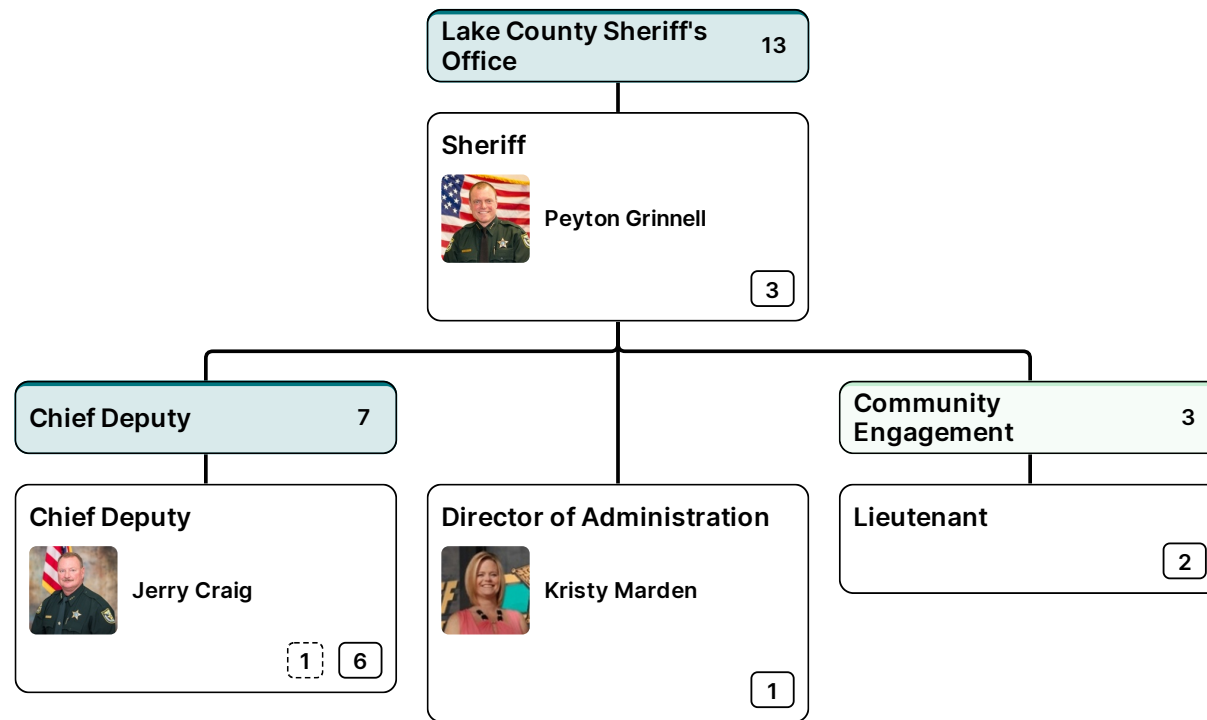 Lake County Sheriff's
Office
13
Sheriff
Peyton Grinnell
3
Chief Deputy
7
Community
Engagement
3
Chief Deputy
Jerry Craig
1
6
Director of Administration
Kristy Marden
1
Lieutenant
2